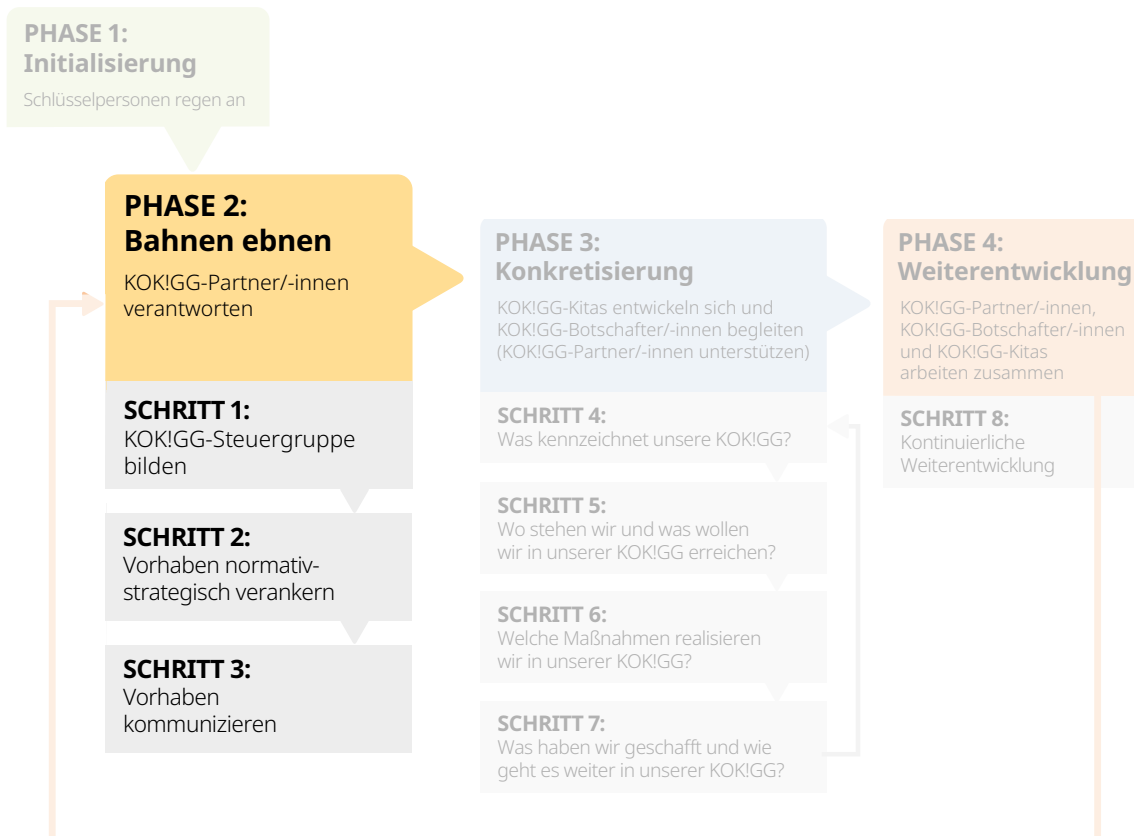 PHASE 1:
Initialisierung
Schlüsselpersonen regen an
PHASE 2:
Bahnen ebnen
KOK!GG-Partner/-innen
verantworten
SCHRITT 1:
KOK!GG-Steuergruppe
bilden
SCHRITT 2:
Vorhaben normativ-
strategisch verankern
SCHRITT 3:
Vorhaben
kommunizieren
PHASE 3:
Konkretisierung
KOK!GG-Kitas entwickeln sich und
KOK!GG-Botschafter/-innen begleiten
(KOK!GG-Partner/-innen unterstützen)
SCHRITT 4:
Was kennzeichnet unsere KOK!GG?
SCHRITT 5:
Wo stehen wir und was wollen
wir in unserer KOK!GG erreichen?
SCHRITT 6:
Welche Maßnahmen realisieren
wir in unserer KOK!GG?
SCHRITT 7:
Was haben wir geschafft und wie
geht es weiter in unserer KOK!GG?
PHASE 4:
Weiterentwicklung
KOK!GG-Partner/-innen,
KOK!GG-Botschafter/-innen
und KOK!GG-Kitas
arbeiten zusammen
SCHRITT 8:
Kontinuierliche
Weiterentwicklung